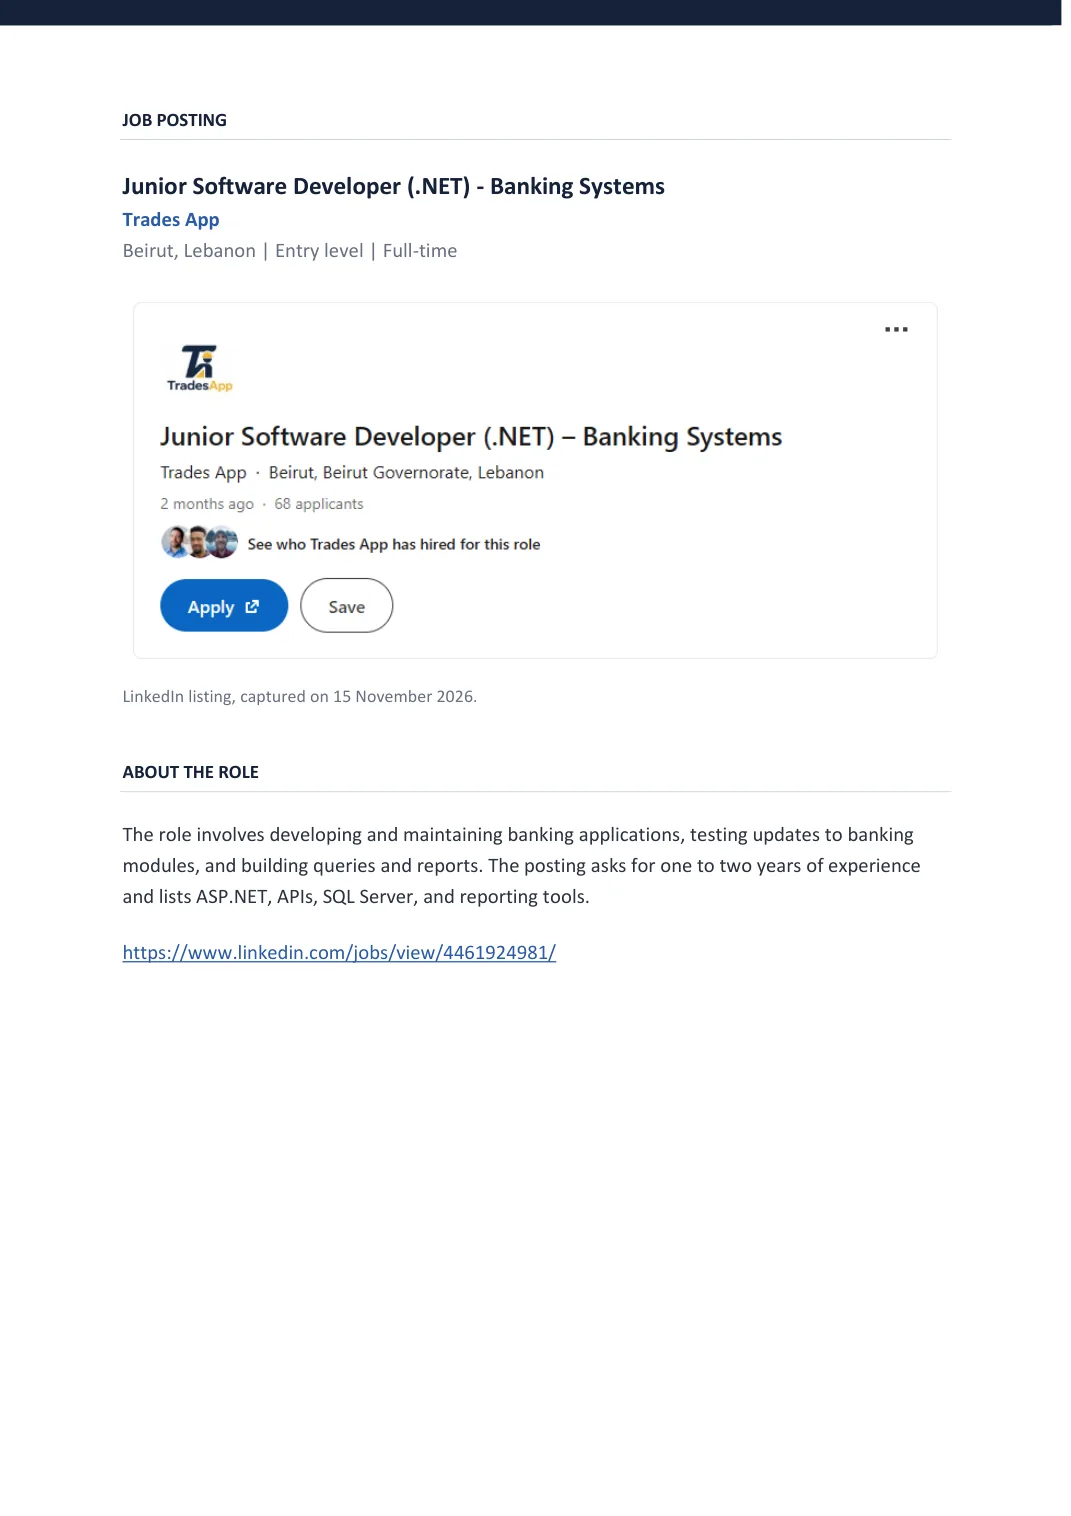 JOB POSTING
Junior Software Developer (.NET) - Banking Systems
Trades App
Beirut, Lebanon | Entry level | Full-time
TradesApp
Junior Software Developer (.NET) – Banking Systems
Trades App · Beirut, Beirut Governorate, Lebanon
2 months ago · 68 applicants
See who Trades App has hired for this role
Apply
Save
LinkedIn listing, captured on 15 November 2026.
ABOUT THE ROLE
The role involves developing and maintaining banking applications, testing updates to banking
modules, and building queries and reports. The posting asks for one to two years of experience
and lists ASP.NET, APIs, SQL Server, and reporting tools.
https://www.linkedin.com/jobs/view/4461924981/